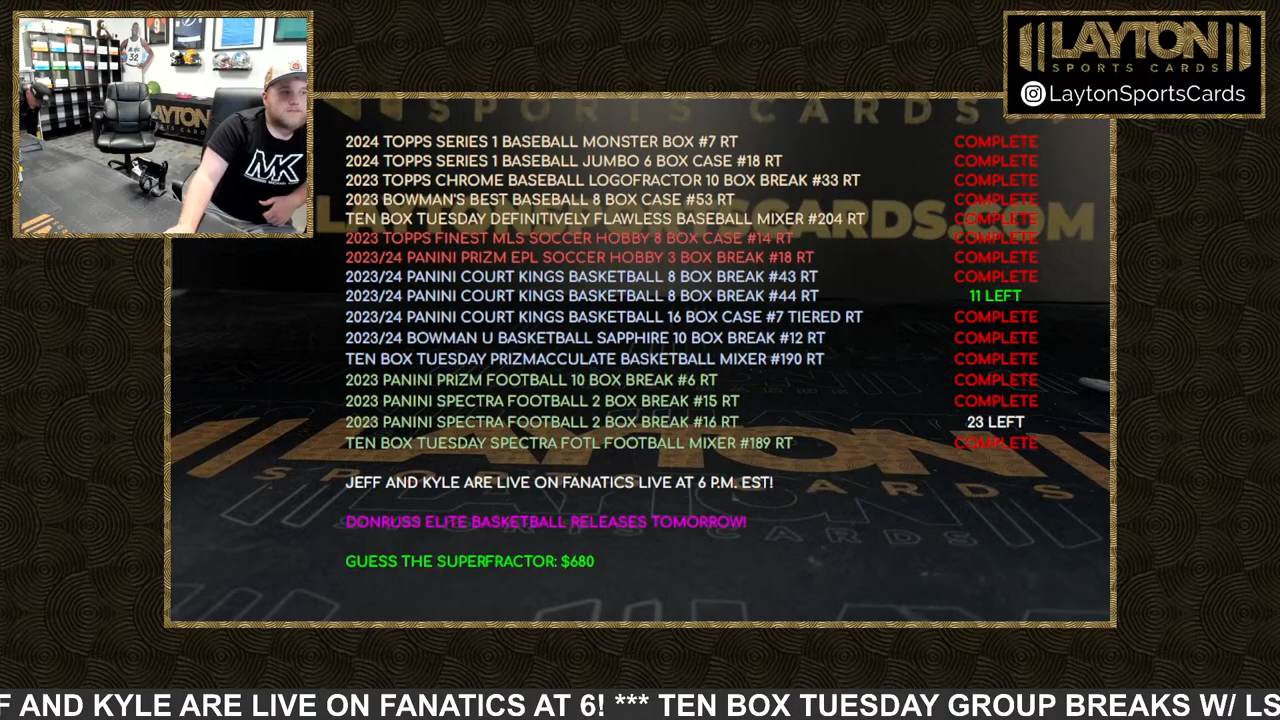 LAYTON
SPORTS CARDS
LaytonSportsCards
SPORTS CARDS
2024 TOPPS SERIES 1 BASEBALL MONSTER BOX #7 RT COMPLETE
2024 TOPPS SERIES 1 BASEBALL JUMBO 6 BOX CASE #18 RT COMPLETE
2023 TOPPS CHROME BASEBALL LOGOFRACTOR 10 BOX BREAK #33 RT COMPLETE
2023 BOWMAN'S BEST BASEBALL 8 BOX CASE #53 RT COMPLETE
TEN BOX TUESDAY DEFINITIVELY FLAWLESS BASEBALL MIXER #204 RT COMPLETE
2023 TOPPS FINEST MLS SOCCER HOBBY 8 BOX CASE #14 RT COMPLETE
2023/24 PANINI PRIZM EPL SOCCER HOBBY 3 BOX BREAK #18 RT COMPLETE
2023/24 PANINI COURT KINGS BASKETBALL 8 BOX BREAK #43 RT COMPLETE
2023/24 PANINI COURT KINGS BASKETBALL 8 BOX BREAK #44 RT 11 LEFT
2023/24 PANINI COURT KINGS BASKETBALL 16 BOX CASE #7 TIERED RT COMPLETE
2023/24 BOWMAN U BASKETBALL SAPPHIRE 10 BOX BREAK #12 RT COMPLETE
TEN BOX TUESDAY PRIZMACCULATE BASKETBALL MIXER #190 RT COMPLETE
2023 PANINI PRIZM FOOTBALL 10 BOX BREAK #6 RT COMPLETE
2023 PANINI SPECTRA FOOTBALL 2 BOX BREAK #15 RT COMPLETE
2023 PANINI SPECTRA FOOTBALL 2 BOX BREAK #16 RT 23 LEFT
TEN BOX TUESDAY SPECTRA FOTL FOOTBALL MIXER #189 RT COMPLETE
JEFF AND KYLE ARE LIVE ON FANATICS LIVE AT 6 P.M. EST!
DONRUSS ELITE BASKETBALL RELEASES TOMORROW!
GUESS THE SUPERFRACTOR: $680
F AND KYLE ARE LIVE ON FANATICS AT 6! *** TEN BOX TUESDAY GROUP BREAKS W/ LS
MK
32